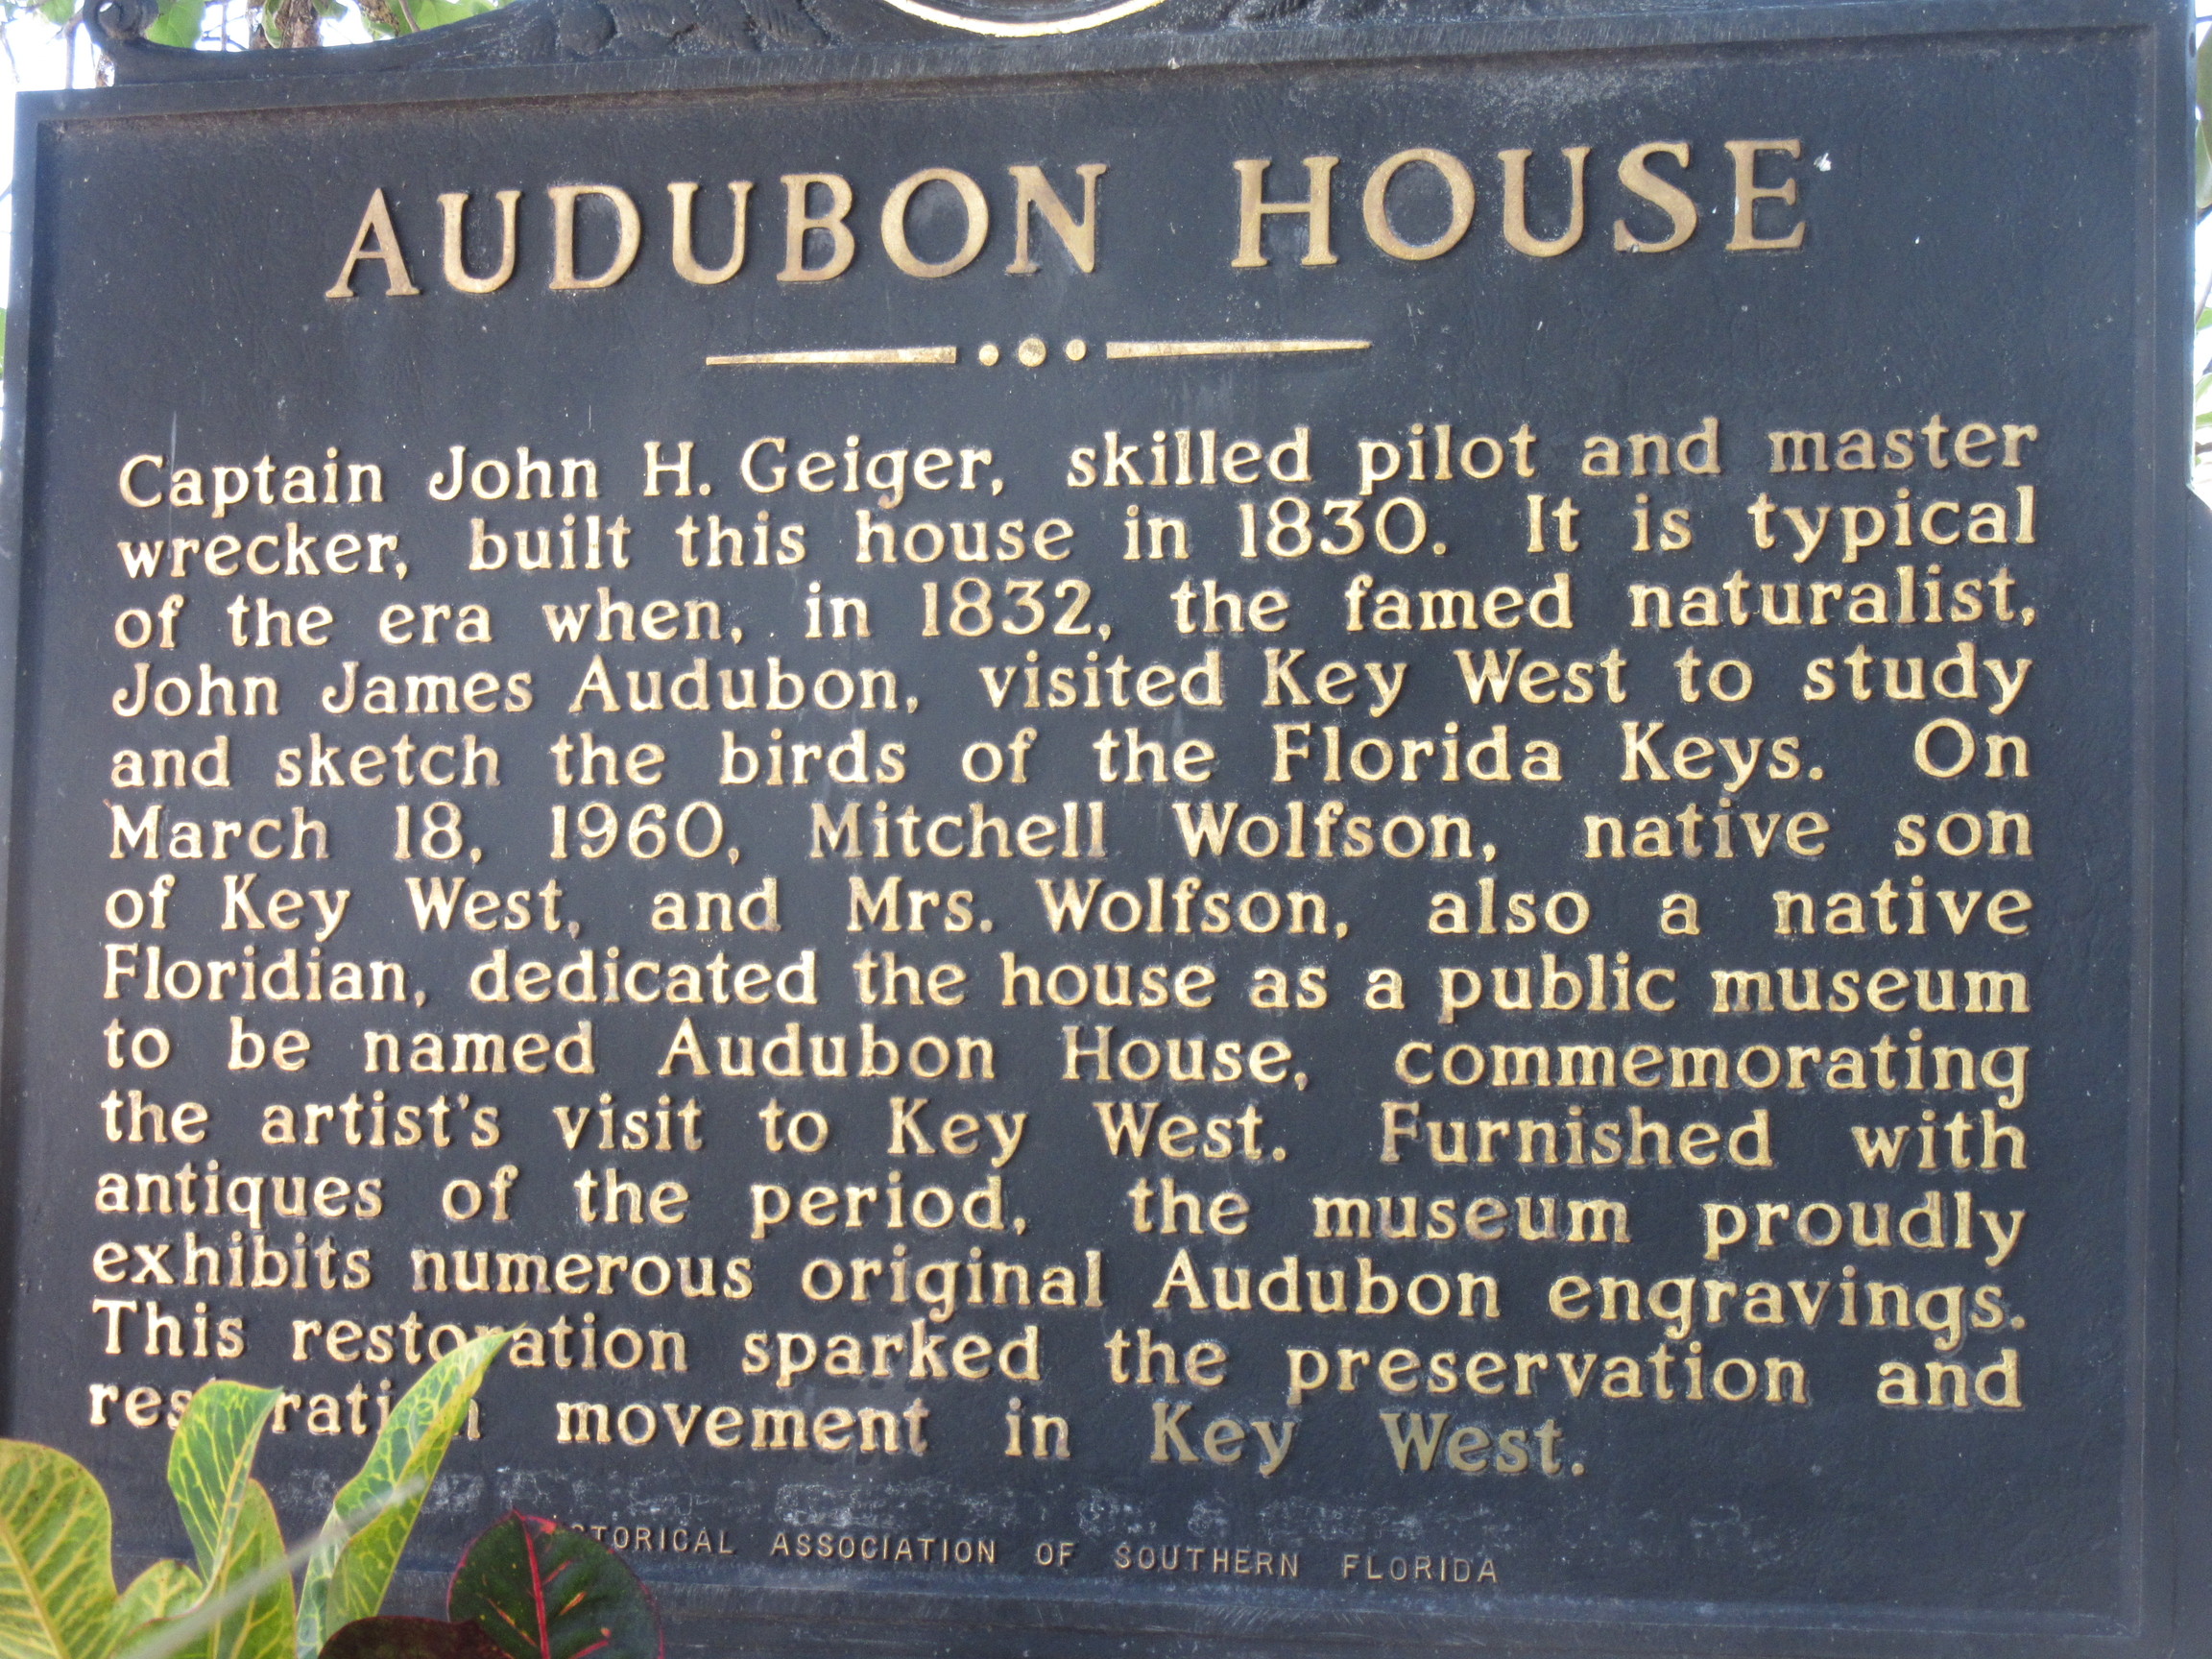 AUDUBON HOUSE
Captain John H. Geiger, skilled pilot and master
wrecker, built this house in 1830. It is typical
of the era when, in 1832, the famed naturalist,
John James Audubon, visited Key West to study
and sketch the birds of the Florida Keys. On
March 18, 1960, Mitchell Wolfson, native son
of Key West, and Mrs. Wolfson, also a native
Floridian, dedicated the house as a public museum
to be named Audubon House, commemorating
the artist's visit to Key West. Furnished with
antiques of the period, the museum proudly
exhibits numerous original Audubon engravings.
This restoration sparked the preservation and
restoration movement in Key West.
HISTORICAL ASSOCIATION OF SOUTHERN FLORIDA